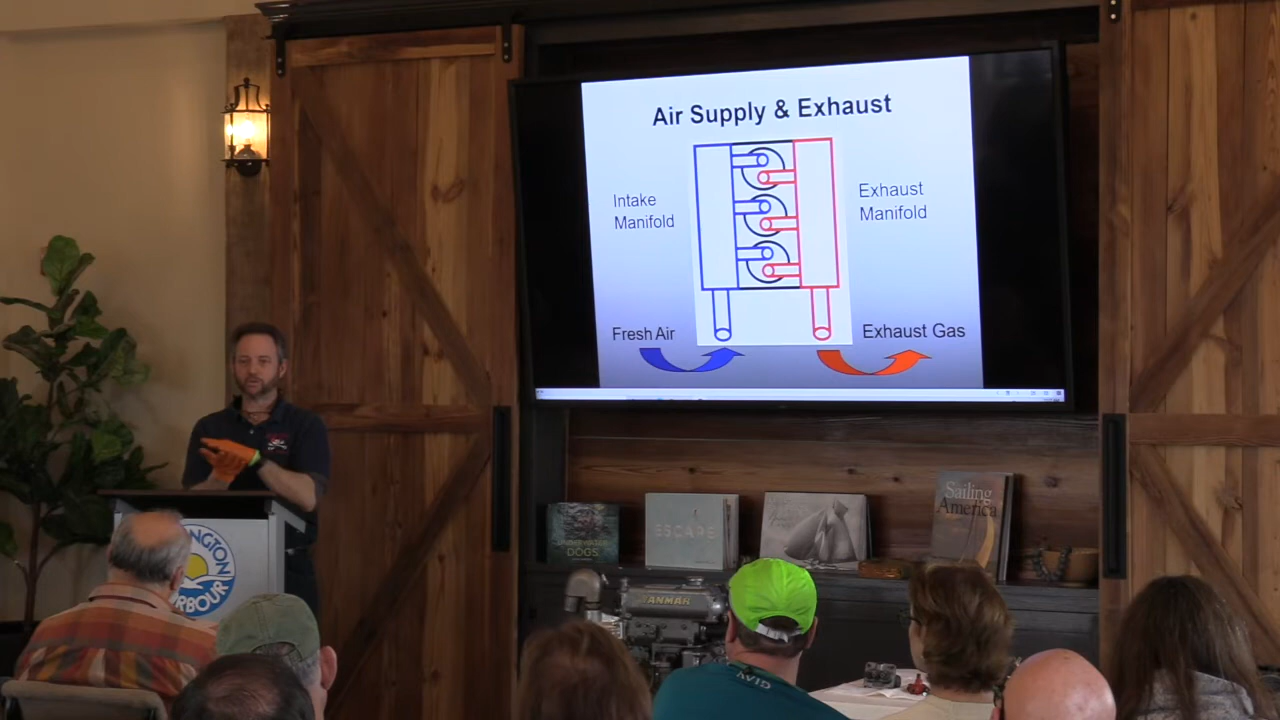 Air Supply & Exhaust
Intake
Manifold
Exhaust
Manifold
Fresh Air
Exhaust Gas
Sailing
America
ESCAPE
DOGS
YANMAR
AVID